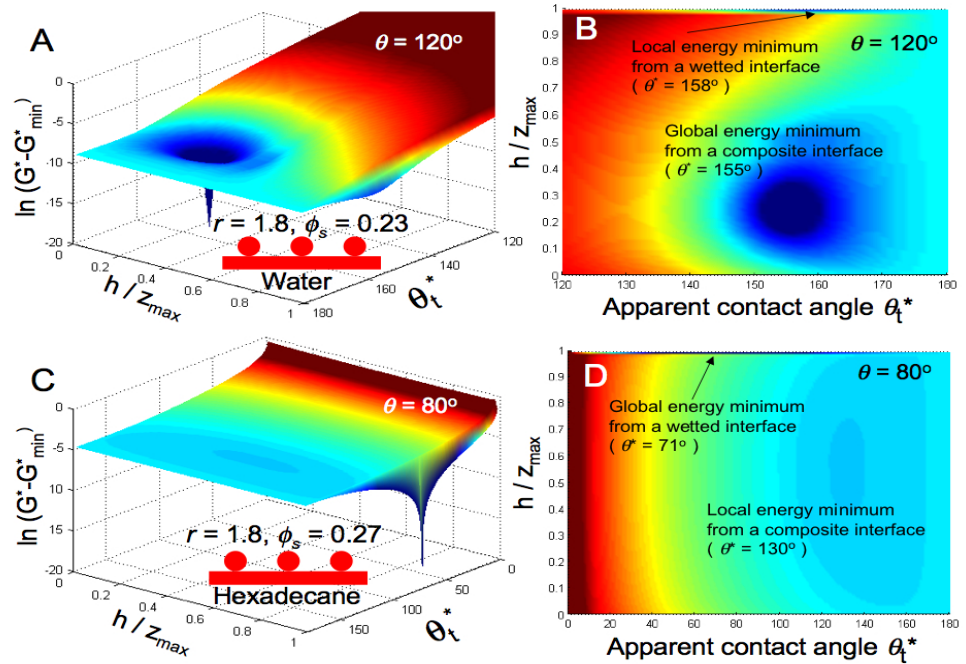 A
θ = 120°
ln (G*-G*min)
0
-5
-10
-15
-20
0
0.2
0.4
0.6
0.8
1
h / zmax
r = 1.8, ϕs = 0.23
Water
180
160
140
120
θt*
B
θ = 120°
Local energy minimum
from a wetted interface
( θ* = 158° )
Global energy minimum
from a composite interface
( θ* = 155° )
h / zmax
1
0.9
0.8
0.7
0.6
0.5
0.4
0.3
0.2
0.1
0
120
130
140
150
160
170
180
Apparent contact angle θt*
C
θ = 80°
ln (G*-G*min)
0
-5
10
15
20
0
0.2
0.4
0.6
0.8
1
h / zmax
r = 1.8, ϕs = 0.27
Hexadecane
150
100
50
0
θt*
D
θ = 80°
Global energy minimum
from a wetted interface
( θ* = 71° )
Local energy minimum
from a composite interface
( θ* = 130° )
h / zmax
1
0.9
0.8
0.7
0.6
0.5
0.4
0.3
0.2
0.1
0
0
20
40
60
80
100
120
140
160
180
Apparent contact angle θt*